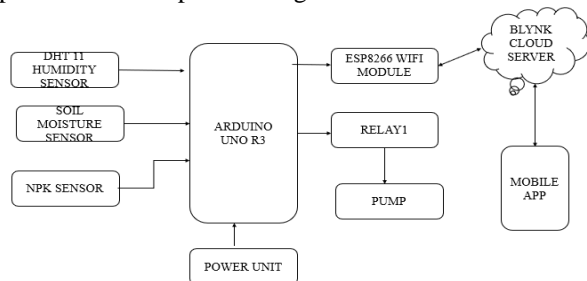 DHT 11
HUMIDITY
SENSOR
SOIL
MOISTURE
SENSOR
NPK SENSOR
ARDUINO
UNO R3
POWER UNIT
ESP8266 WIFI
MODULE
RELAY1
PUMP
BLYNK
CLOUD
SERVER
MOBILE
APP